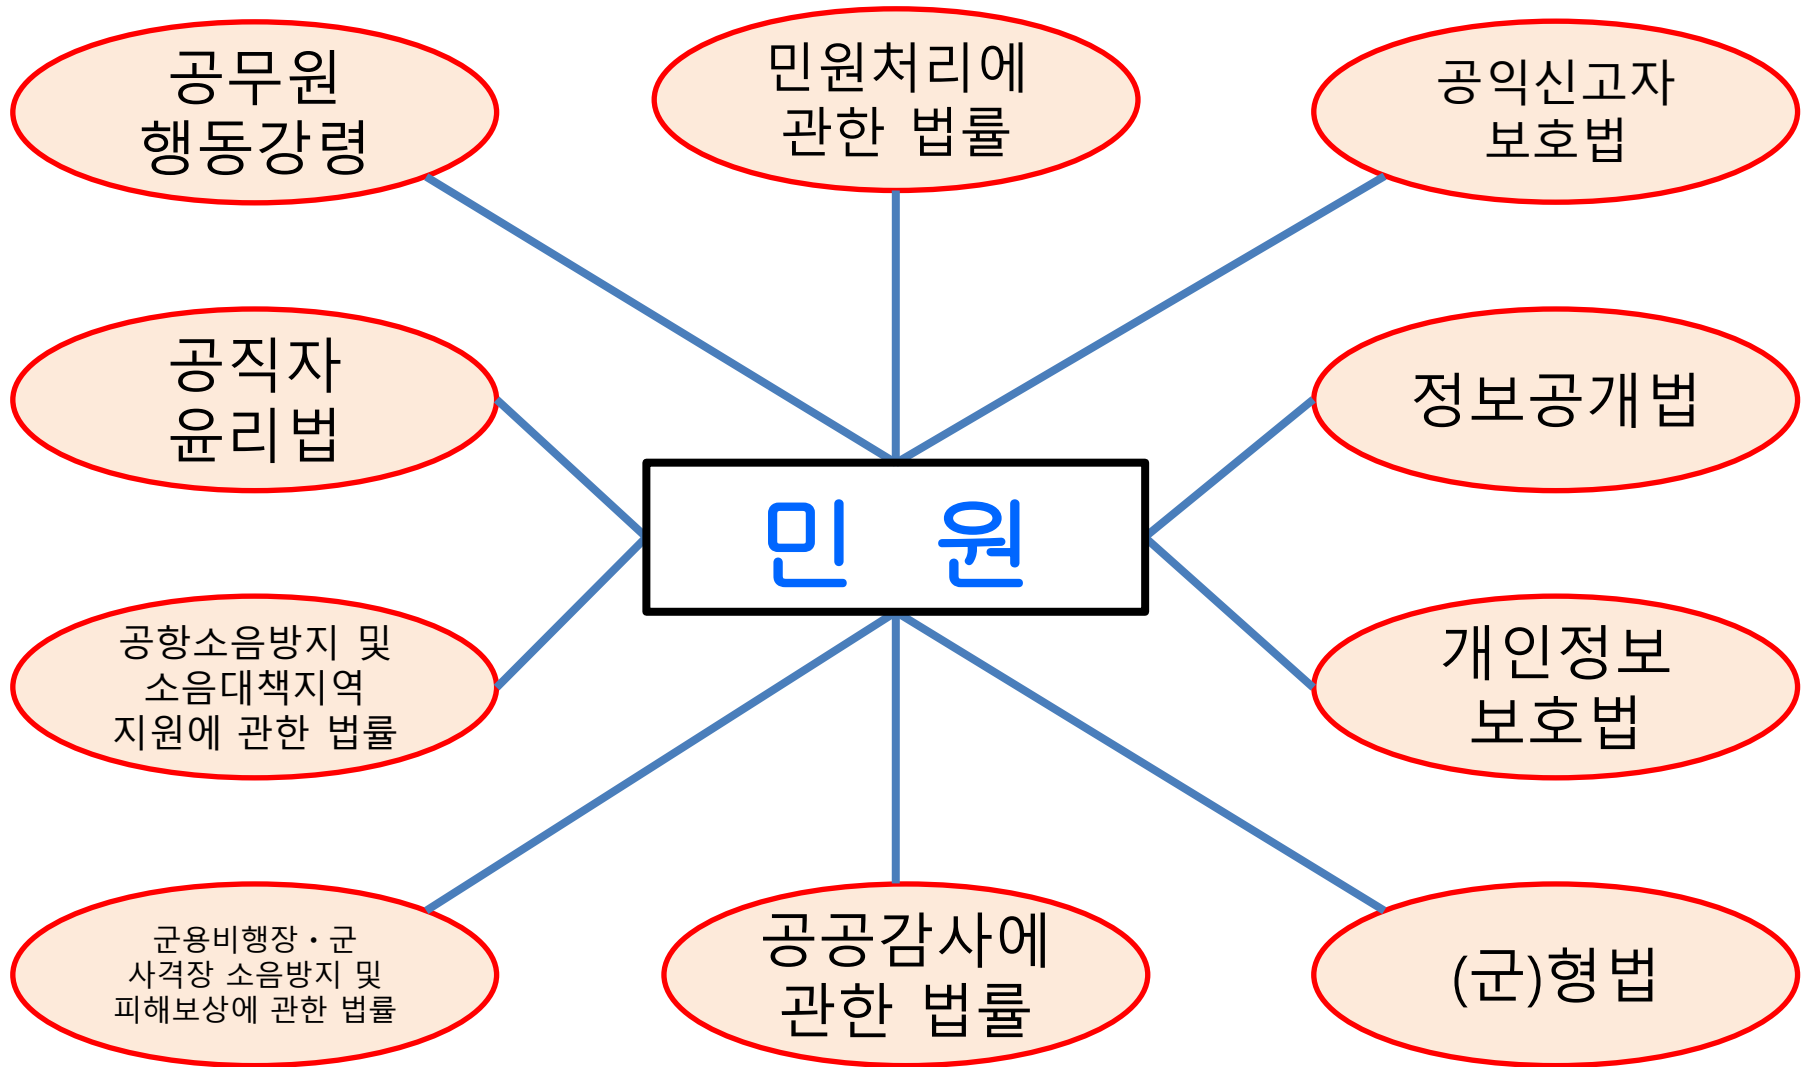 공무원
행동강령
민원처리에
관한 법률
공익신고자
보호법
공직자
윤리법
정보공개법
민 원
공항소음방지 및
소음대책지역
지원에 관한 법률
개인정보
보호법
군용비행장·군
사격장 소음방지 및
피해보상에 관한 법률
공공감사에
관한 법률
(군)형법